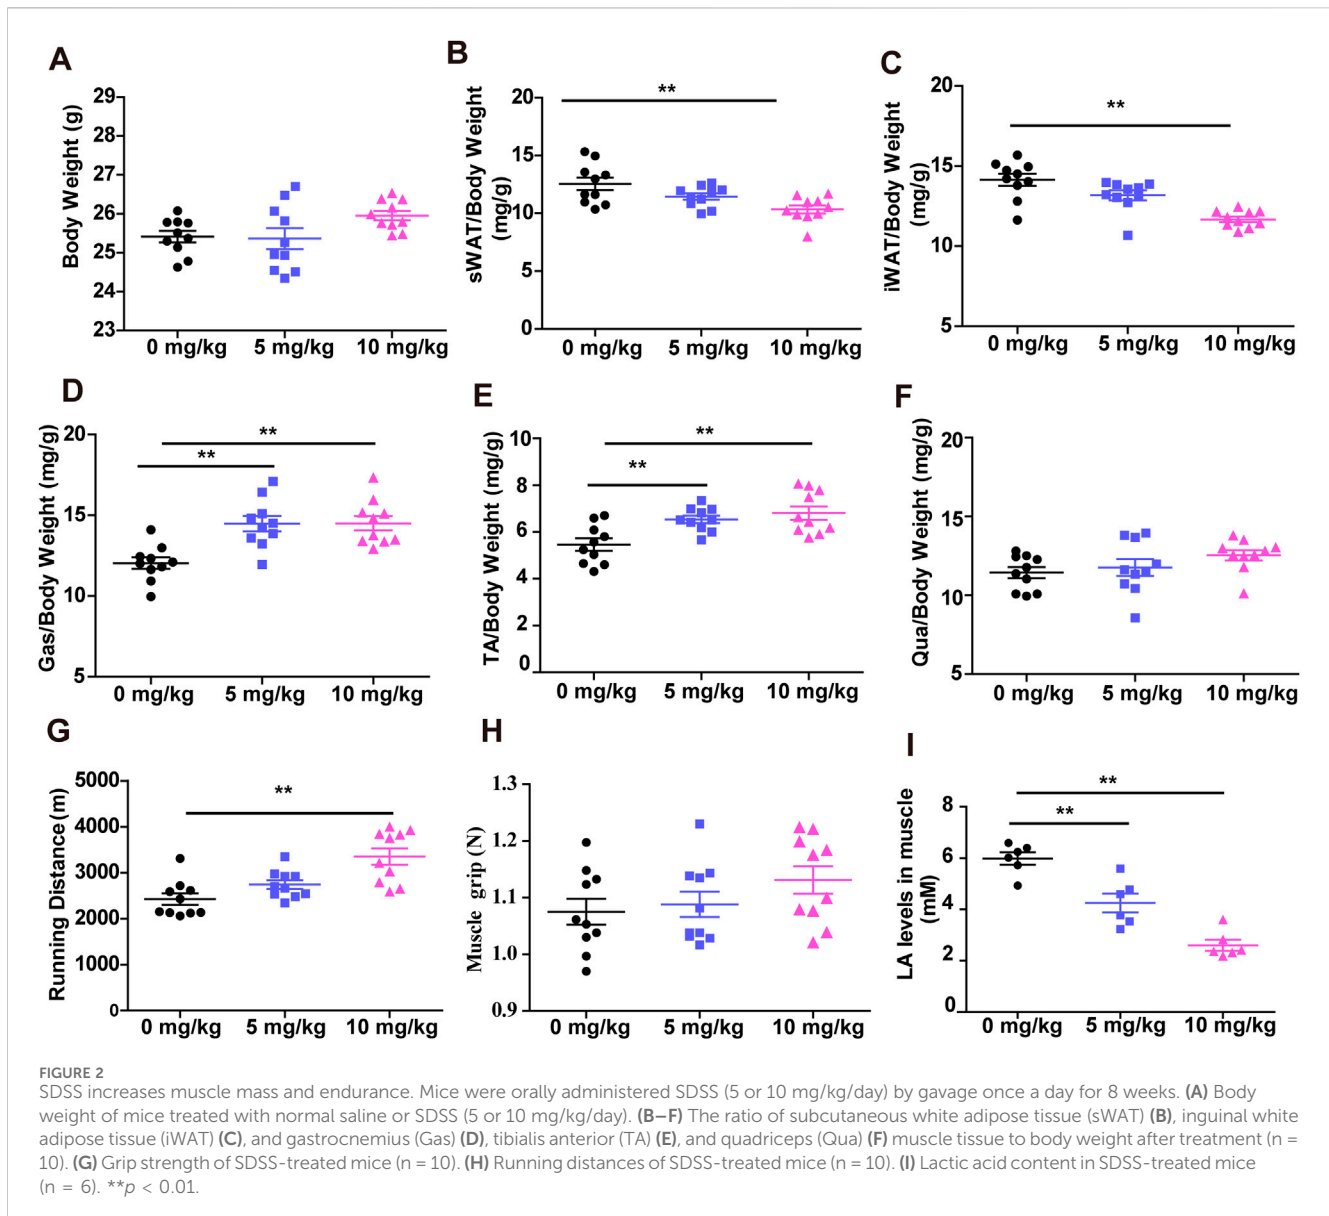 A
Body Weight (g)
29
28
27
26
25
24
23
0 mg/kg 5 mg/kg 10 mg/kg
B
sWAT/Body Weight
(mg/g)
20
15
10
5
0
**
0 mg/kg 5 mg/kg 10 mg/kg
C
iWAT/Body Weight
(mg/g)
20
15
10
5
**
0 mg/kg 5 mg/kg 10 mg/kg
D
Gas/Body Weight (mg/g)
20
15
10
5
**
**
0 mg/kg 5 mg/kg 10 mg/kg
E
TA/Body Weight (mg/g)
10
8
6
4
2
0
**
**
0 mg/kg 5 mg/kg 10 mg/kg
F
Qua/Body Weight (mg/g)
20
15
10
5
0 mg/kg 5 mg/kg 10 mg/kg
G
Running Distance(m)
5000
4000
3000
2000
1000
0
**
0 mg/kg 5 mg/kg 10 mg/kg
H
Muscle grip (N)
1.3
1.2
1.1
1.0
0.9
0 mg/kg 5 mg/kg 10 mg/kg
I
LA levels in muscle
(mM)
8
6
4
2
0
**
**
0 mg/kg 5 mg/kg 10 mg/kg
FIGURE 2
SDSS increases muscle mass and endurance. Mice were orally administered SDSS (5 or 10 mg/kg/day) by gavage once a day for 8 weeks. (A) Body
weight of mice treated with normal saline or SDSS (5 or 10 mg/kg/day). (B–F) The ratio of subcutaneous white adipose tissue (sWAT) (B), inguinal white
adipose tissue (iWAT) (C), and gastrocnemius (Gas) (D), tibialis anterior (TA) (E), and quadriceps (Qua) (F) muscle tissue to body weight after treatment (n =
10). (G) Grip strength of SDSS-treated mice (n = 10). (H) Running distances of SDSS-treated mice (n = 10). (I) Lactic acid content in SDSS-treated mice
(n = 6). **p < 0.01.